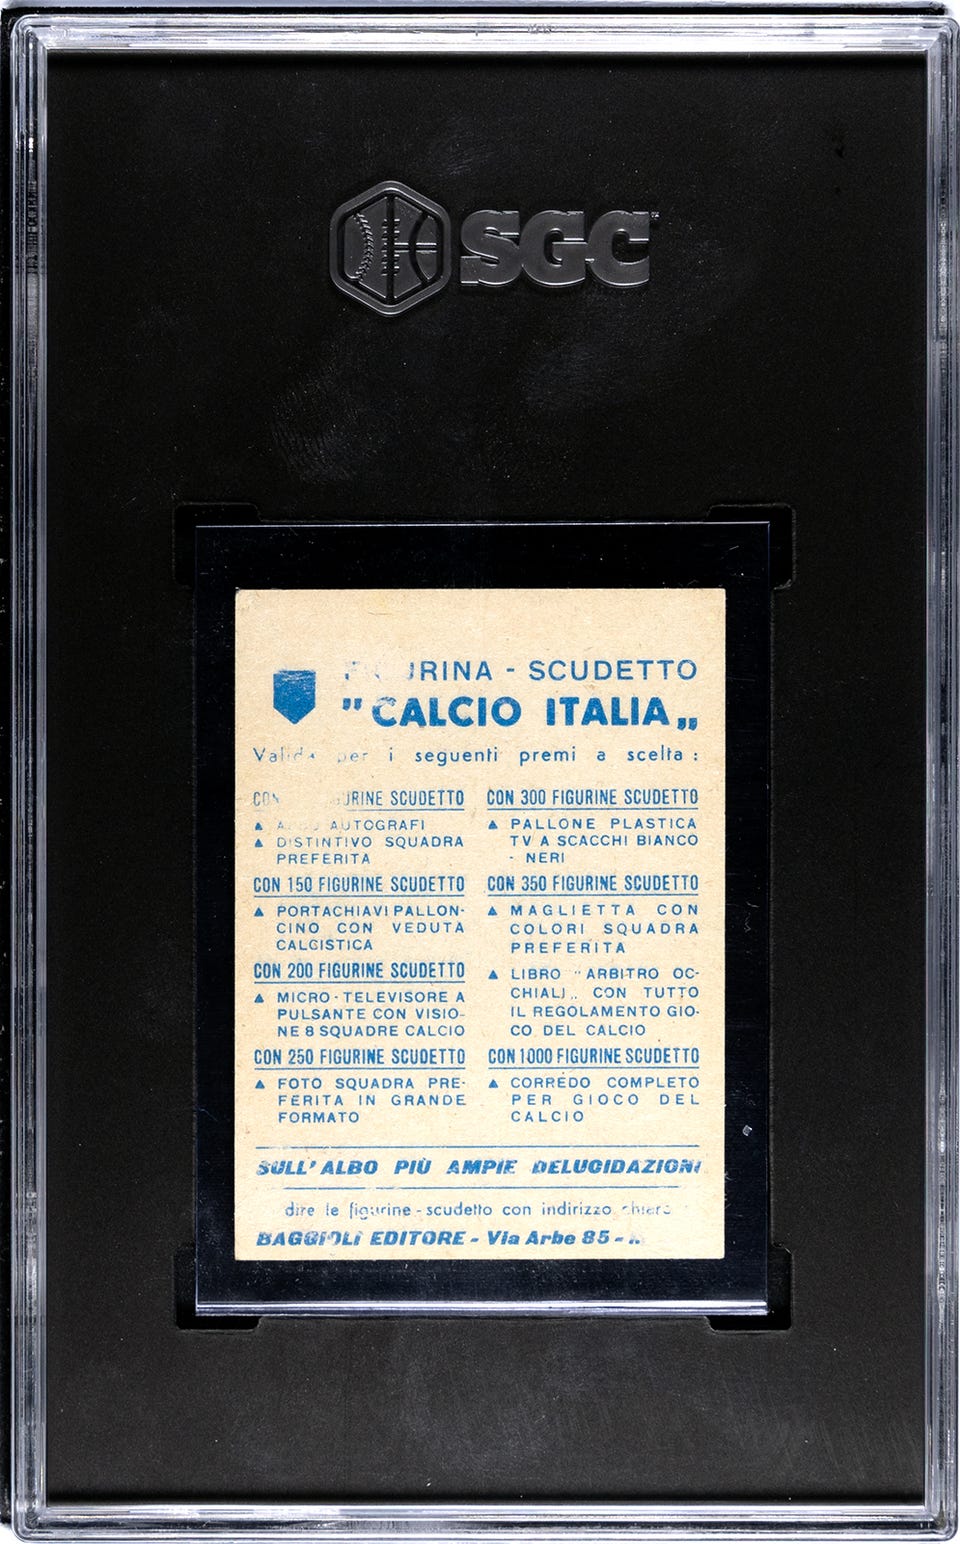 SGC
- SCUDETTO
"CALCIO ITALIA„
per i seguenti premi a scelta :
CON FIGURINE SCUDETTO
▲ AUTOGRAFI
▲ DISTINTIVO SQUADRA
PREFERITA
CON 150 FIGURINE SCUDETTO
▲ PORTACHIAVI PALLON-
CINO CON VEDUTA
CALCISTICA
CON 200 FIGURINE SCUDETTO
▲ MICRO-TELEVISORE A
PULSANTE CON VISIO-
NE 8 SQUADRE CALCIO
CON 250 FIGURINE SCUDETTO
▲ FOTO SQUADRA PRE-
FERITA IN GRANDE
FORMATO
CON 300 FIGURINE SCUDETTO
▲ PALLONE PLASTICA
TV A SCACCHI BIANCO
- NERI
CON 350 FIGURINE SCUDETTO
▲ MAGLIETTA CON
COLORI SQUADRA
PREFERITA
▲ LIBRO "ARBITRO OC-
CHIALI„ CON TUTTO
IL REGOLAMENTO GIO-
CO DEL CALCIO
CON 1000 FIGURINE SCUDETTO
▲ CORREDO COMPLETO
PER GIOCO DEL
CALCIO
SULL'ALBO PIÙ AMPIE DELUCIDAZIONI
le figurine-scudetto con indirizzo chiaro
BAGGIOLI EDITORE - Via Arbe 85 -